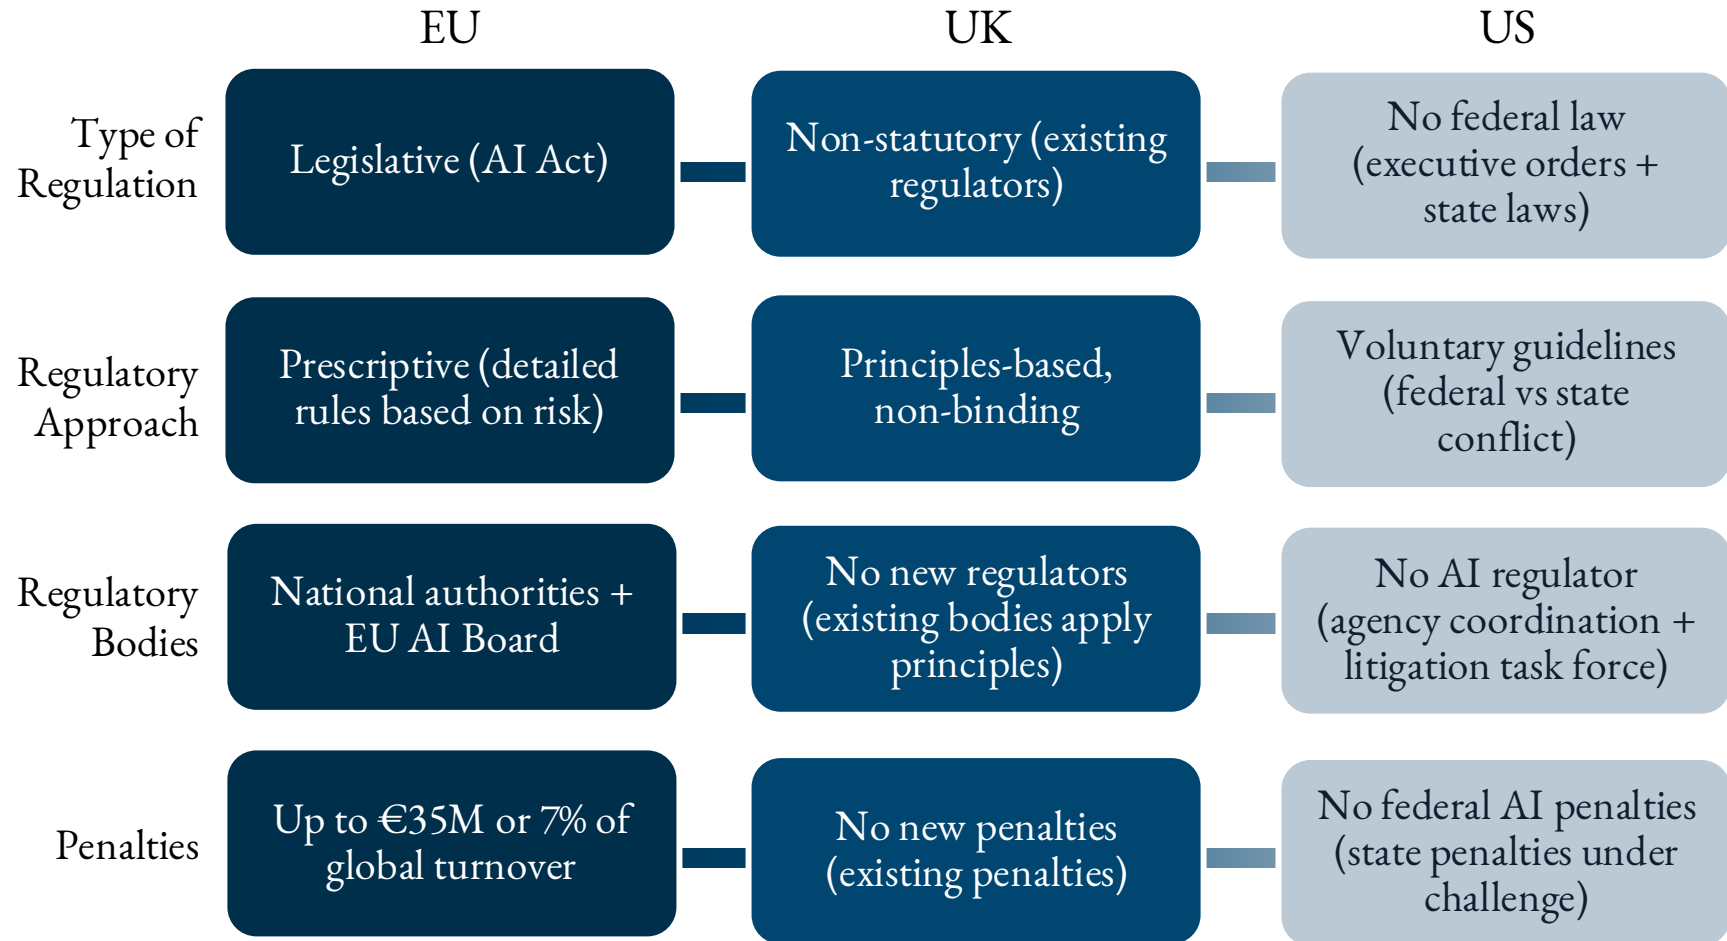 EU
UK
US
Type of
Regulation
Legislative (AI Act)
Non-statutory (existing
regulators)
No federal law
(executive orders +
state laws)
Regulatory
Approach
Prescriptive (detailed
rules based on risk)
Principles-based,
non-binding
Voluntary guidelines
(federal vs state
conflict)
Regulatory
Bodies
National authorities +
EU AI Board
No new regulators
(existing bodies apply
principles)
No AI regulator
(agency coordination +
litigation task force)
Penalties
Up to €35M or 7% of
global turnover
No new penalties
(existing penalties)
No federal AI penalties
(state penalties under
challenge)